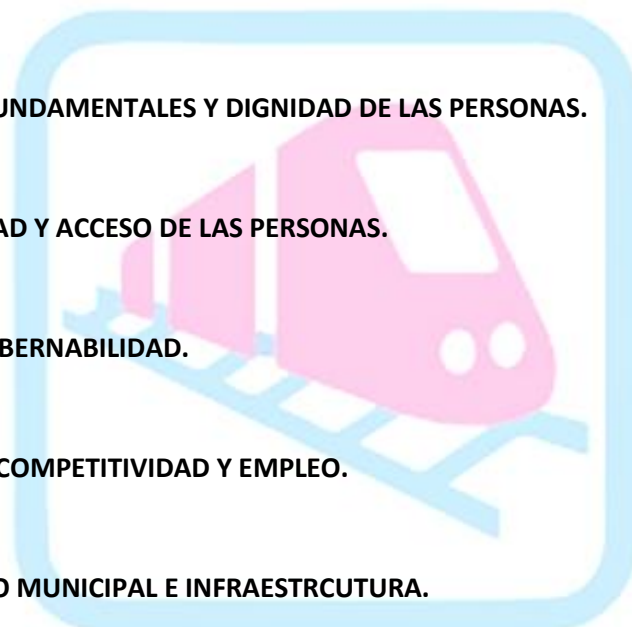 UNDAMENTALES Y DIGNIDAD DE LAS PERSONAS.
AD Y ACCESO DE LAS PERSONAS.
BERNABILIDAD.
COMPETITIVIDAD Y EMPLEO.
O MUNICIPAL E INFRAESTRCUTURA.